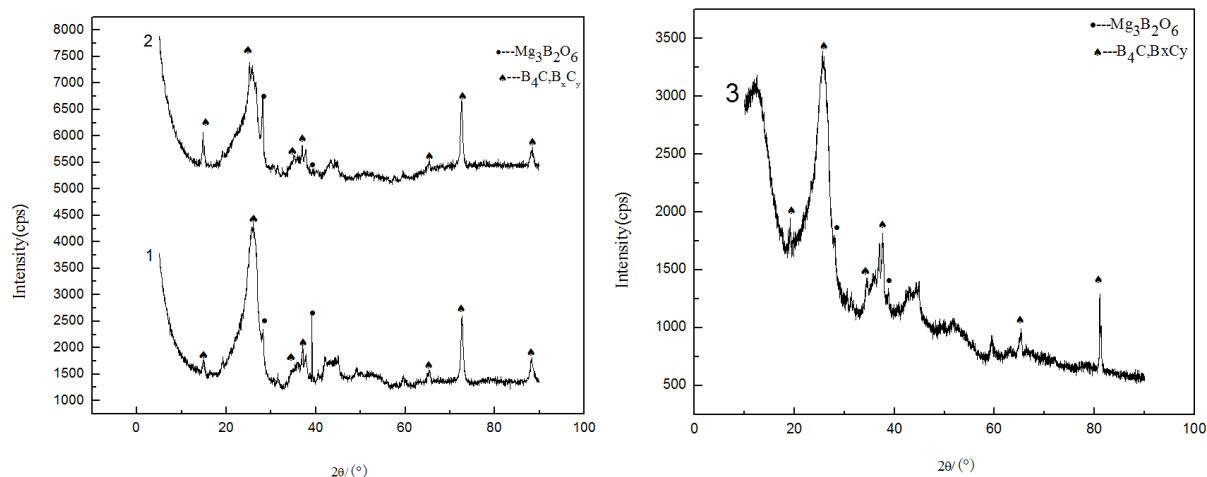 8000
7500
7000
6500
6000
5500
5000
4500
4000
3500
3000
2500
2000
1500
1000
Intensity(cps)
2
1
●---Mg₃B₂O₆
♠---B₄C,BₓCᵧ
0 20 40 60 80 100
2θ/(°)
3500
3000
2500
2000
1500
1000
500
Intensity(cps)
3
●---Mg₃B₂O₆
♠---B₄C,BxCy
0 20 40 60 80 100
2θ/(°)